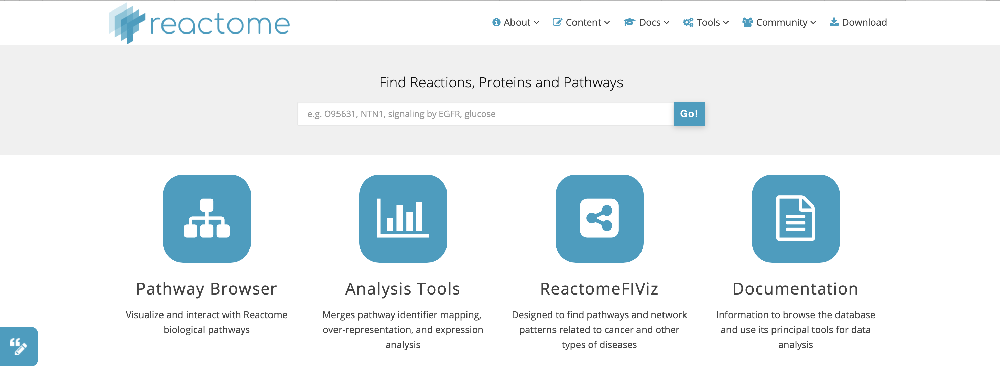 reactome
About
Content
Docs
Tools
Community
Download
Find Reactions, Proteins and Pathways
e.g. O95631, NTN1, signaling by EGFR, glucose
Go!
Pathway Browser
Visualize and interact with Reactome
biological pathways
Analysis Tools
Merges pathway identifier mapping,
over-representation, and expression
analysis
ReactomeFIViz
Designed to find pathways and network
patterns related to cancer and other
types of diseases
Documentation
Information to browse the database
and use its principal tools for data
analysis